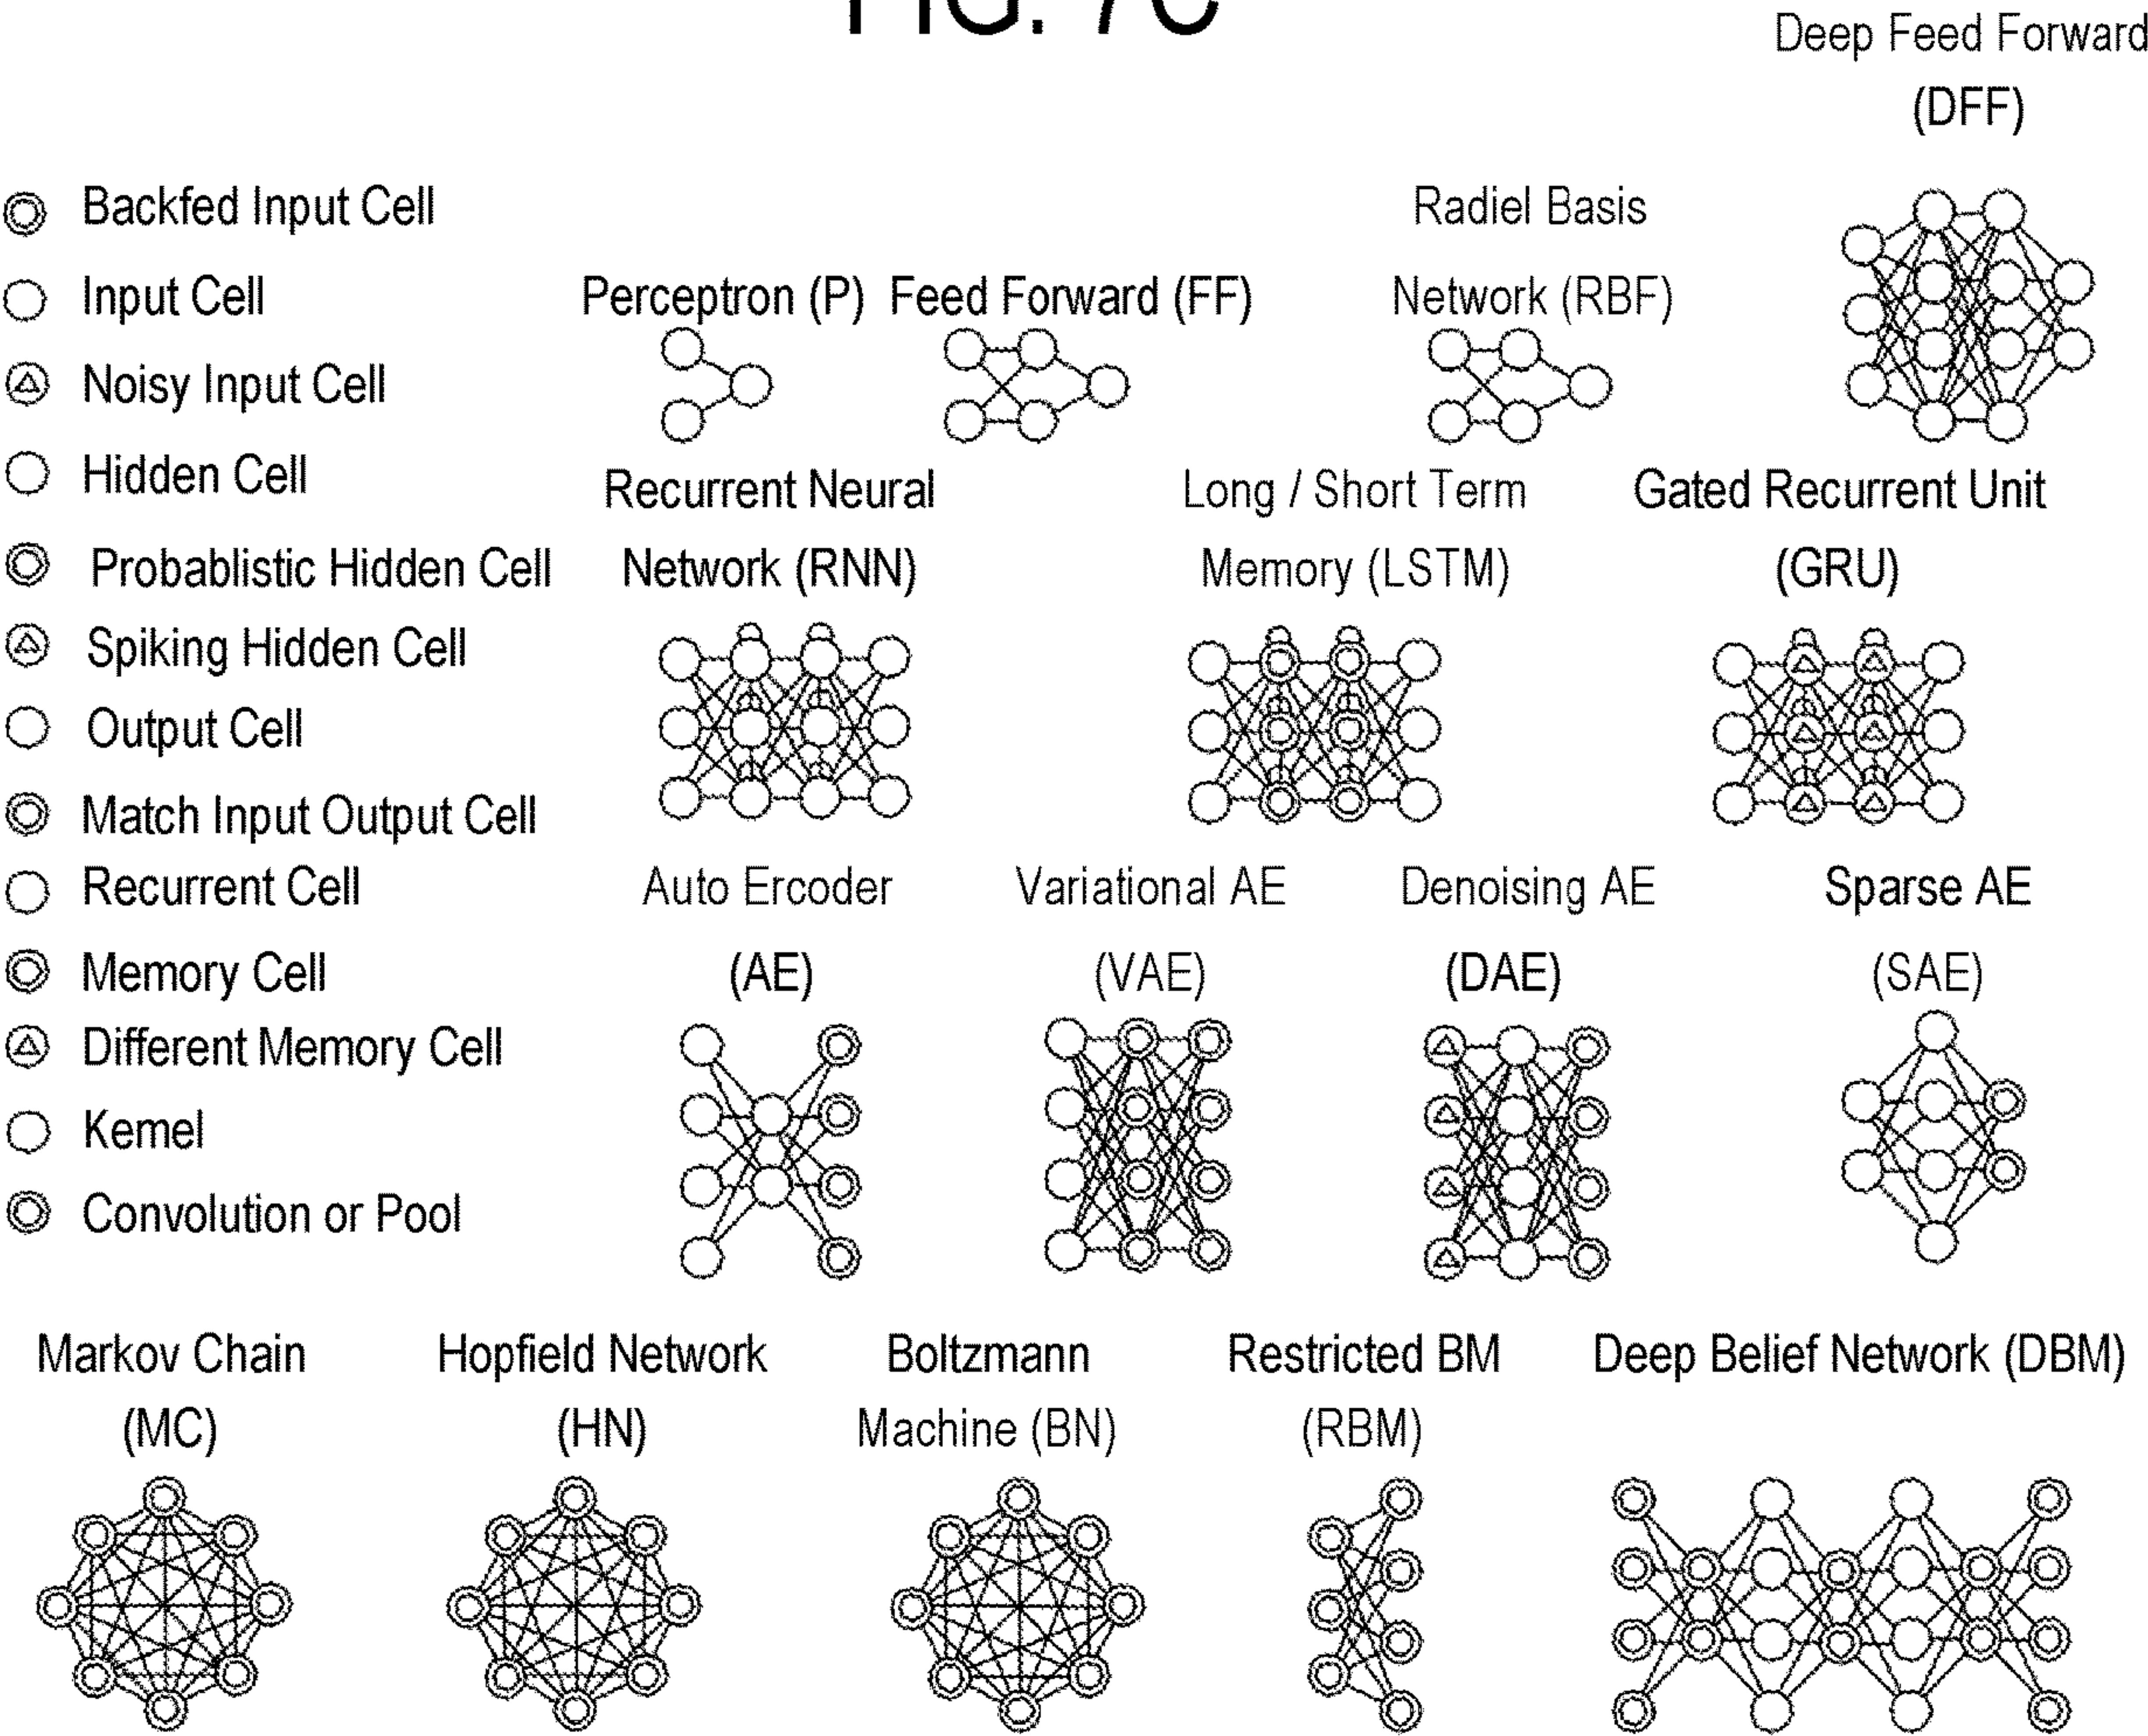 FIG. 7C
Deep Feed Forward
(DFF)
Backfed Input Cell
Input Cell
Noisy Input Cell
Hidden Cell
Probablistic Hidden Cell
Spiking Hidden Cell
Output Cell
Match Input Output Cell
Recurrent Cell
Memory Cell
Different Memory Cell
Kemel
Convolution or Pool
Perceptron (P)
Feed Forward (FF)
Radiel Basis
Network (RBF)
Recurrent Neural
Network (RNN)
Long / Short Term
Memory (LSTM)
Gated Recurrent Unit
(GRU)
Auto Ercoder
(AE)
Variational AE
(VAE)
Denoising AE
(DAE)
Sparse AE
(SAE)
Markov Chain
(MC)
Hopfield Network
(HN)
Boltzmann
Machine (BN)
Restricted BM
(RBM)
Deep Belief Network (DBM)